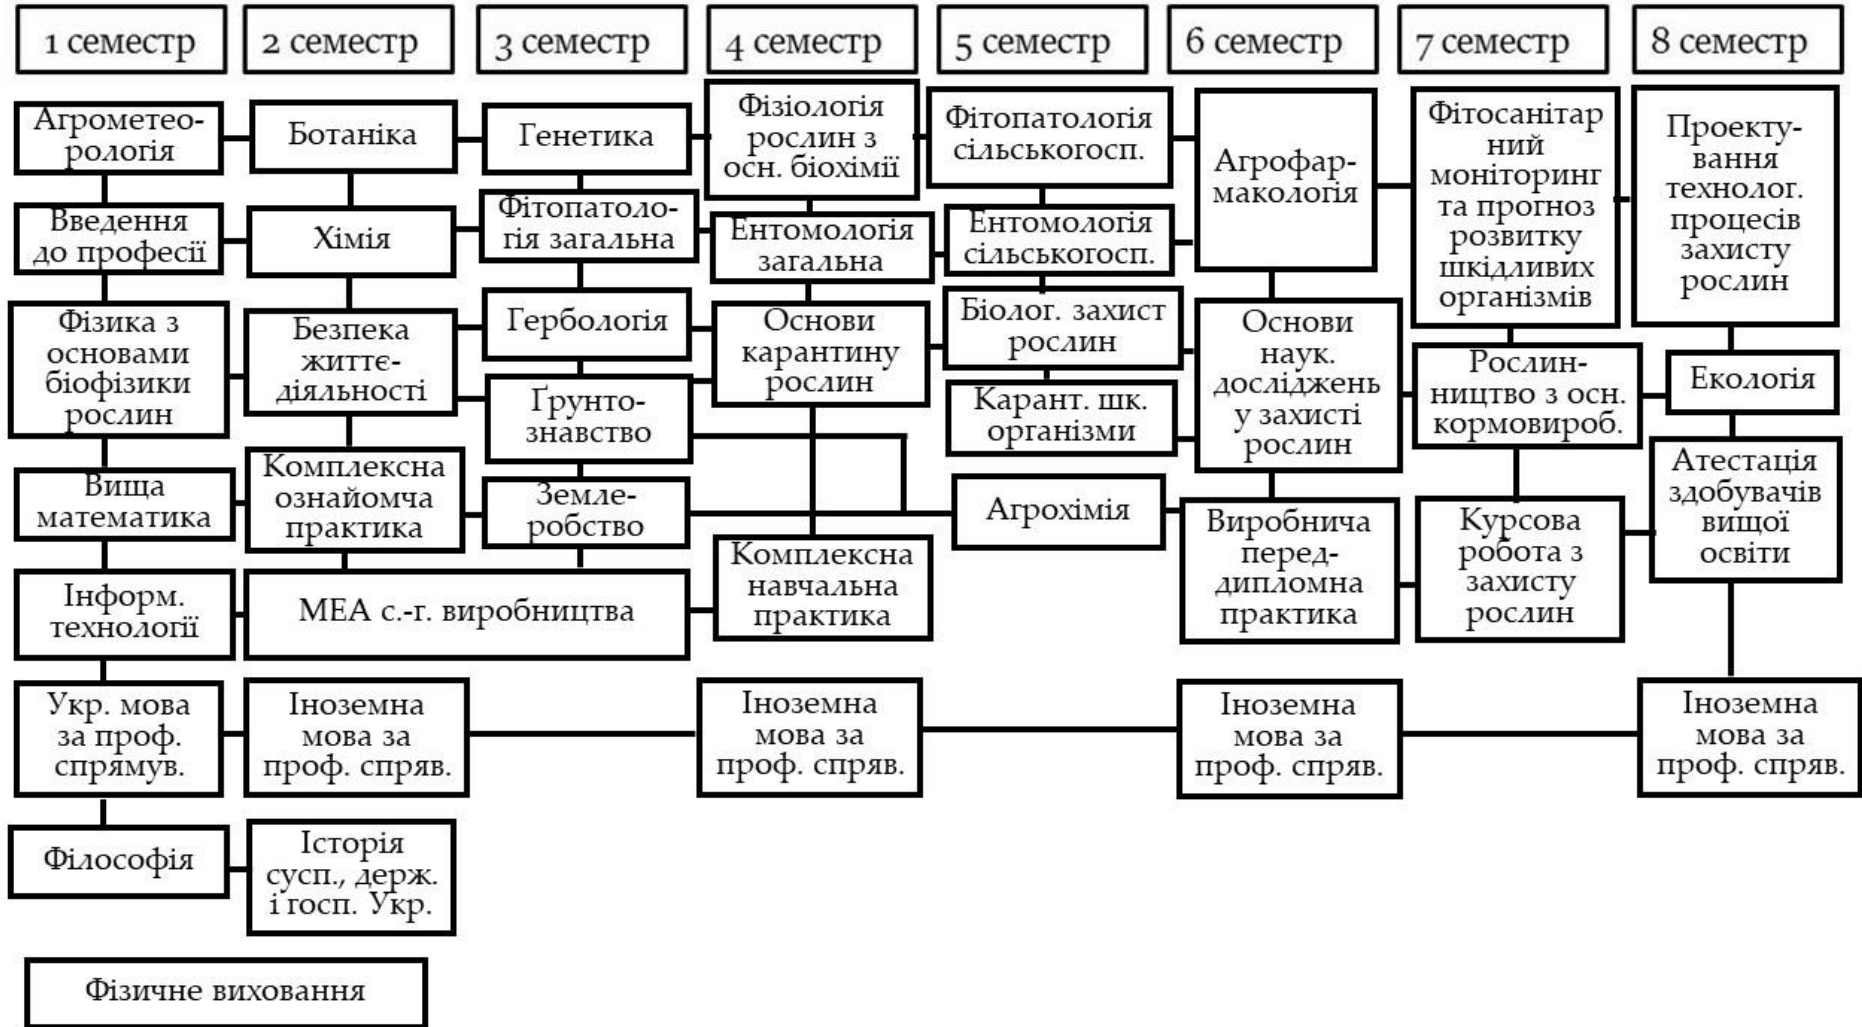 1 семестр
2 семестр
3 семестр
4 семестр
5 семестр
6 семестр
7 семестр
8 семестр
Агрометео-
рологія
Введення
до професії
Фізика з
основами
біофізики
рослин
Вища
математика
Інформ.
технології
Укр. мова
за проф.
спрямув.
Філософія
Ботаніка
Хімія
Безпека
життє-
діяльності
Комплексна
ознайомча
практика
МЕА с.-г. виробництва
Іноземна
мова за
проф. спряв.
Історія
сусп., держ.
і госп. Укр.
Фізичне виховання
Генетика
Фітопатоло-
гія загальна
Гербологія
Ґрунто-
знавство
Земле-
робство
Фізіологія
рослин з
осн. біохімії
Ентомологія
загальна
Основи
карантину
рослин
Комплексна
навчальна
практика
Іноземна
мова за
проф. спряв.
Фітопатологія
сільськогосп.
Ентомологія
сільськогосп.
Біолог. захист
рослин
Карант. шк.
організми
Агрохімія
Агрофар-
макологія
Основи
наук.
досліджень
у захисті
рослин
Виробнича
перед-
дипломна
практика
Іноземна
мова за
проф. спряв.
Фітосанітар
ний
моніторинг
та прогноз
розвитку
шкідливих
організмів
Рослин-
ництво з осн.
кормовироб.
Курсова
робота з
захисту
рослин
Проекту-
вання
технолог.
процесів
захисту
рослин
Екологія
Атестація
здобувачів
вищої
освіти
Іноземна
мова за
проф. спряв.